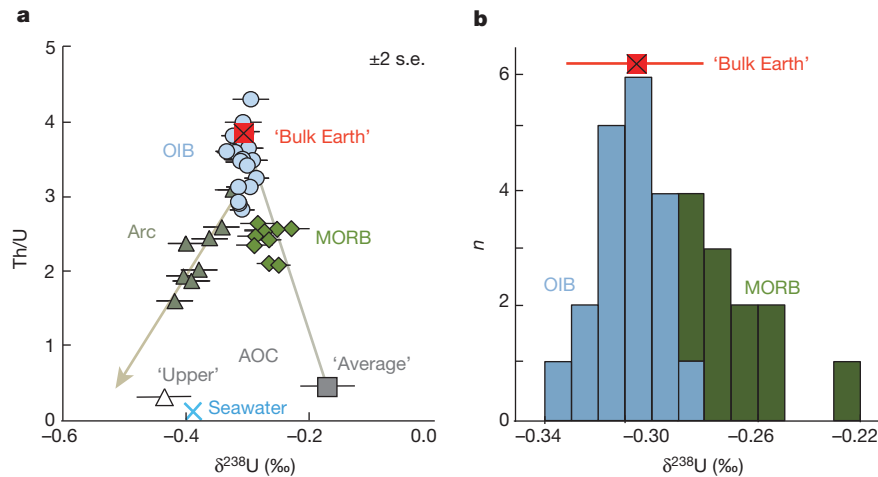 a
5
4
3
2
1
0
Th/U
±2 s.e.
OIB
'Bulk Earth'
Arc
MORB
AOC
'Upper'
'Average'
Seawater
–0.6
–0.4
–0.2
0.0
δ²³⁸U (‰)
b
6
4
2
0
n
'Bulk Earth'
OIB
MORB
–0.34
–0.30
–0.26
–0.22
δ²³⁸U (‰)